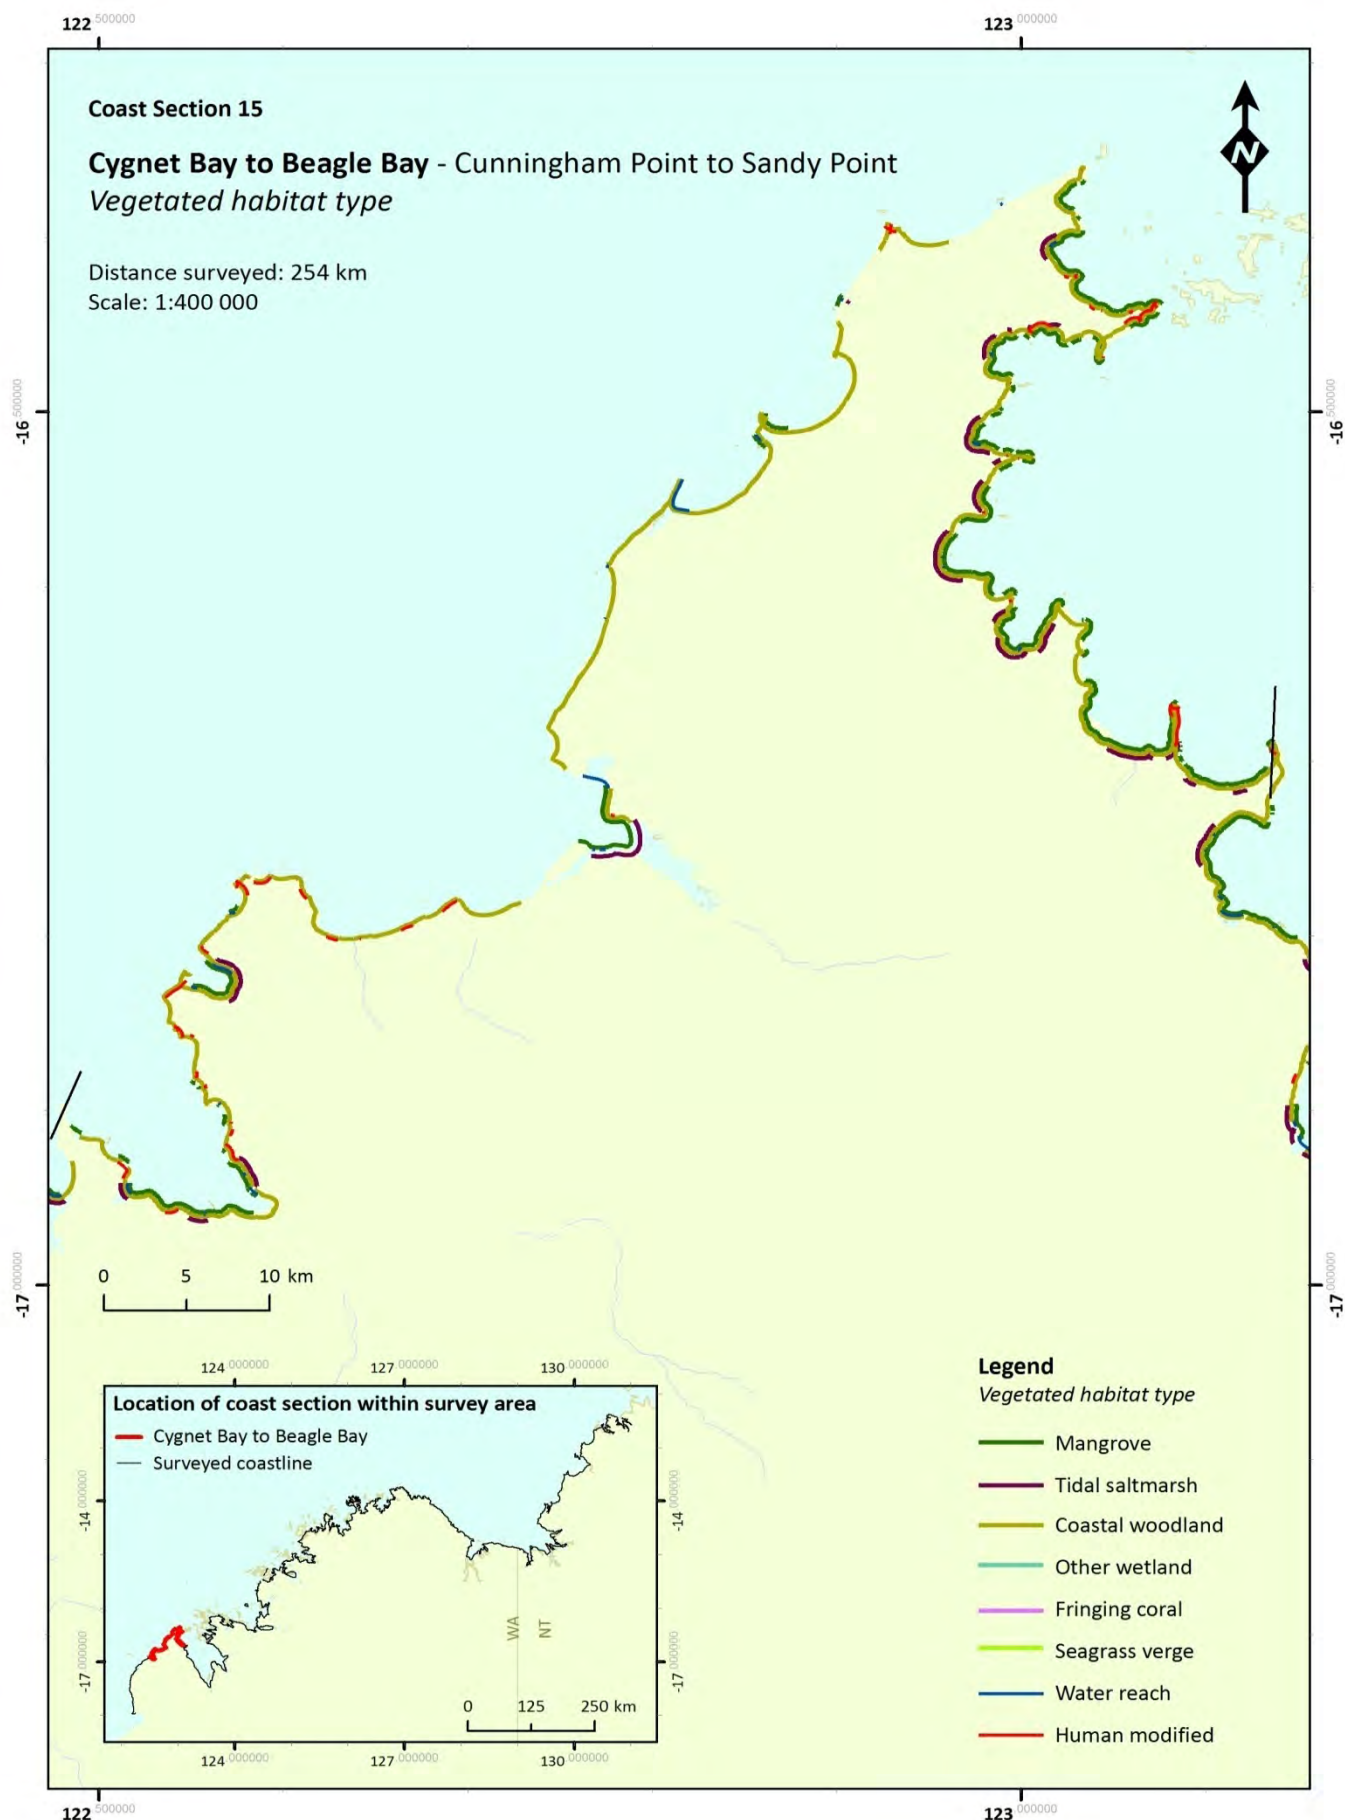 122.500000
123.000000
Coast Section 15
Cygnet Bay to Beagle Bay - Cunningham Point to Sandy Point
Vegetated habitat type
Distance surveyed: 254 km
Scale: 1:400 000
N
-16.500000
-16.500000
-17.000000
-17.000000
0 5 10 km
124.000000 127.000000 130.000000
Location of coast section within survey area
Cygnet Bay to Beagle Bay
Surveyed coastline
-14.000000
-14.000000
-17.000000
-17.000000
WA
NT
0 125 250 km
124.000000 127.000000 130.000000
Legend
Vegetated habitat type
Mangrove
Tidal saltmarsh
Coastal woodland
Other wetland
Fringing coral
Seagrass verge
Water reach
Human modified
122.500000
123.000000